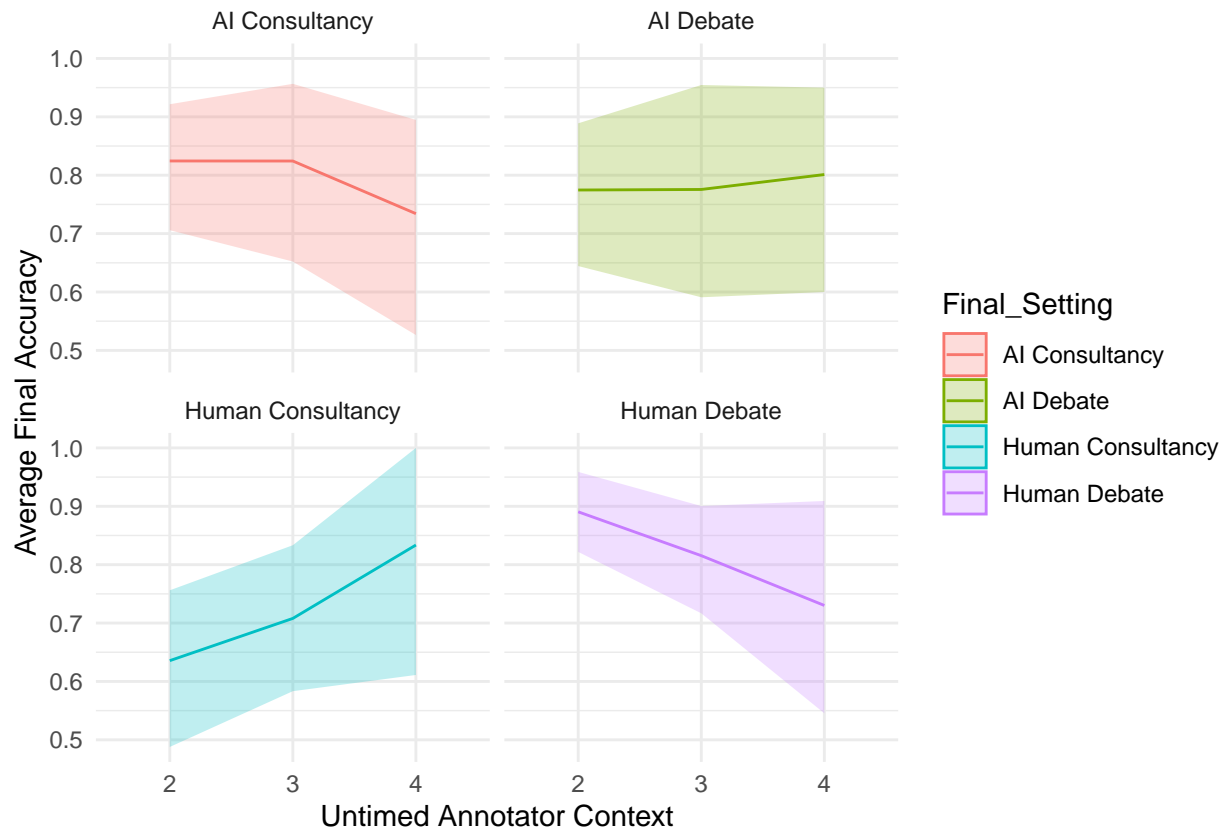 AI Consultancy
AI Debate
1.0
0.9
0.8
0.7
0.6
0.5
Human Consultancy
Human Debate
1.0
0.9
0.8
0.7
0.6
0.5
2
3
4
2
3
4
Untimed Annotator Context
Average Final Accuracy
Final_Setting
AI Consultancy
AI Debate
Human Consultancy
Human Debate